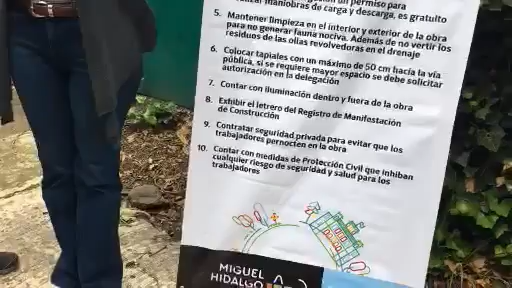 un permiso para
realizar maniobras de carga y descarga, es gratuito
5. Mantener limpieza en el interior y exterior de la obra
para no generar fauna nociva. Además de no vertir los
residuos de las ollas revolvedoras en el drenaje
6. Colocar tapiales con un máximo de 50 cm hacía la vía
pública, sí se requiere mayor espacio se debe solicitar
autorización en la delegación
7. Contar con iluminación dentro y fuera de la obra
8. Exhibir el letrero del Registro de Manifestación
de Construcción
9. Contratar seguridad privada para evitar que los
trabajadores pernocten en la obra
10. Contar con medidas de Protección Civil que inhiban
cualquier riesgo de seguridad y salud para los
trabajadores
MIGUEL
HIDALGO